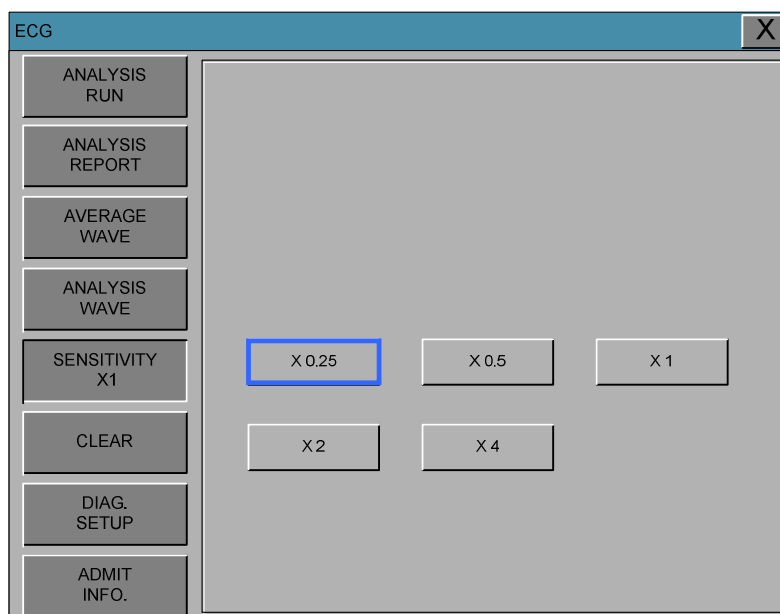 ECG
X
ANALYSIS
RUN
ANALYSIS
REPORT
AVERAGE
WAVE
ANALYSIS
WAVE
SENSITIVITY
X1
CLEAR
DIAG.
SETUP
ADMIT
INFO.
X 0.25
X 0.5
X 1
X 2
X 4